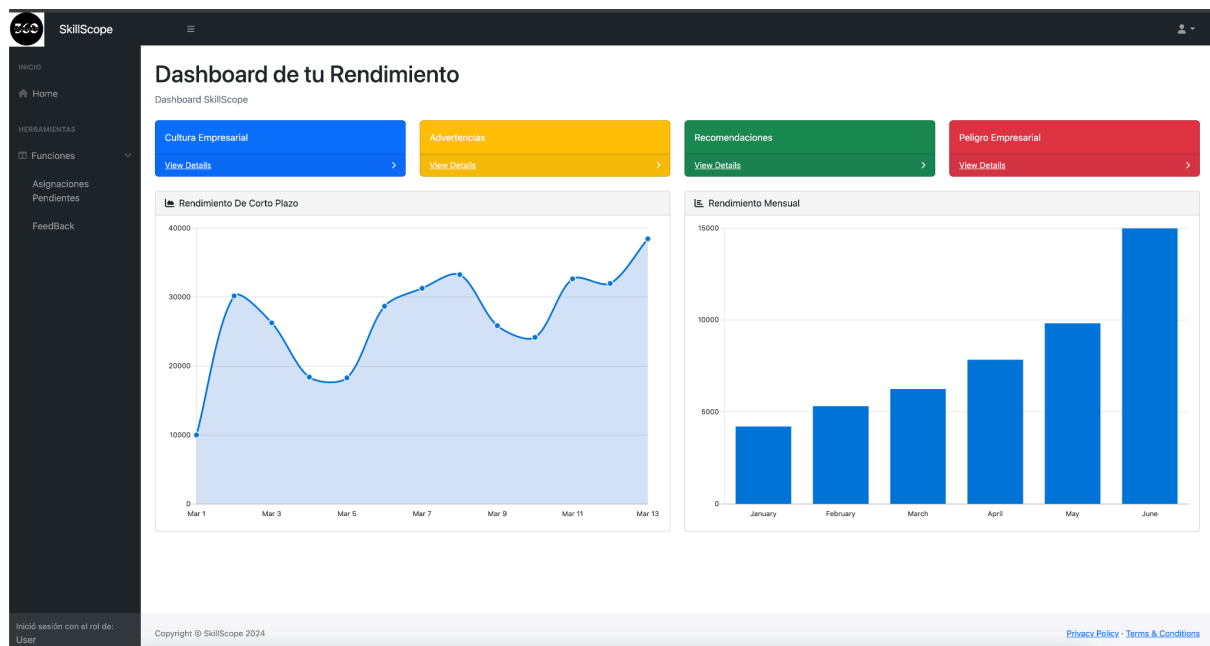 360
SkillScope
INICIO
Home
HERRAMIENTAS
Funciones
Asignaciones
Pendientes
FeedBack
Inició sesión con el rol de:
User
Dashboard de tu Rendimiento
Dashboard SkillScope
Cultura Empresarial
View Details
Advertencias
View Details
Recomendaciones
View Details
Peligro Empresarial
View Details
Rendimiento De Corto Plazo
40000
30000
20000
10000
0
Mar 1 Mar 3 Mar 5 Mar 7 Mar 9 Mar 11 Mar 13
Rendimiento Mensual
15000
10000
5000
0
January February March April May June
Copyright © SkillScope 2024
Privacy Policy · Terms & Conditions